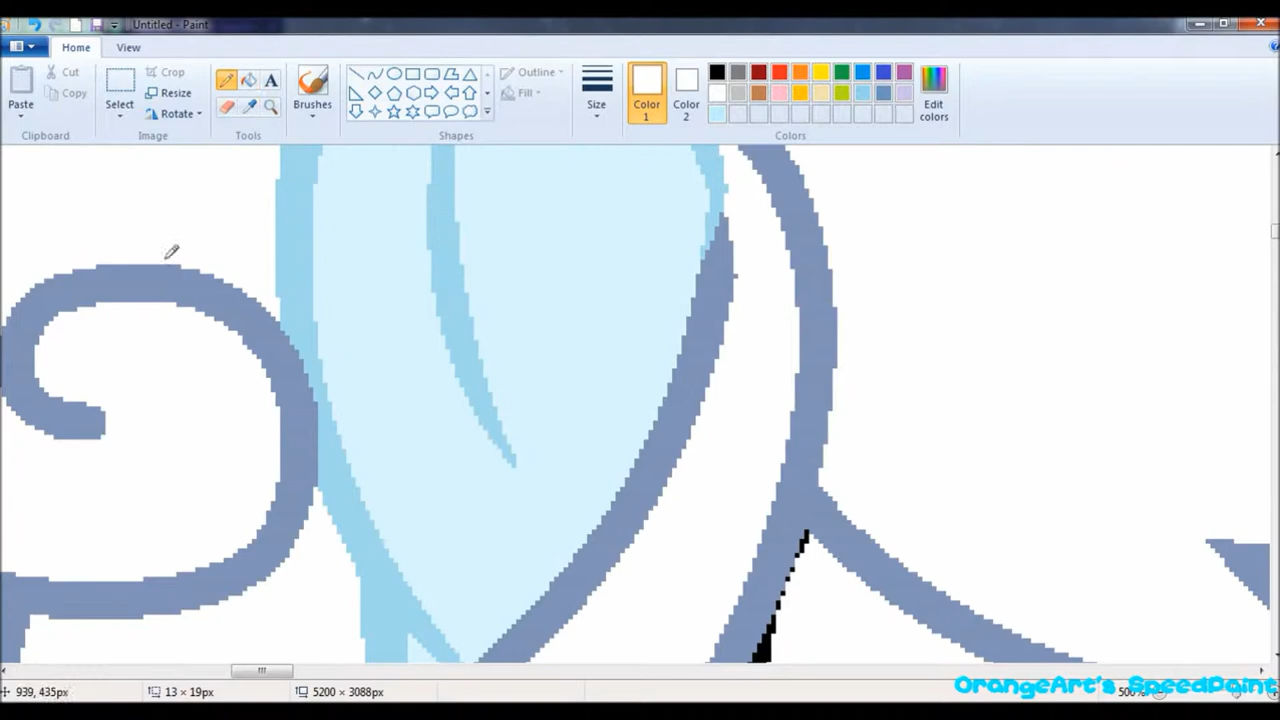 Untitled - Paint
Home View
Paste
Cut
Copy
Clipboard
Select
Crop
Resize
Rotate
Image
A
Tools
Brushes
Outline
Fill
Shapes
Size
Color 1
Color 2
Edit colors
Colors
939, 435px
13 × 19px
5200 × 3088px
500%
OrangeArt's SpeedPaint